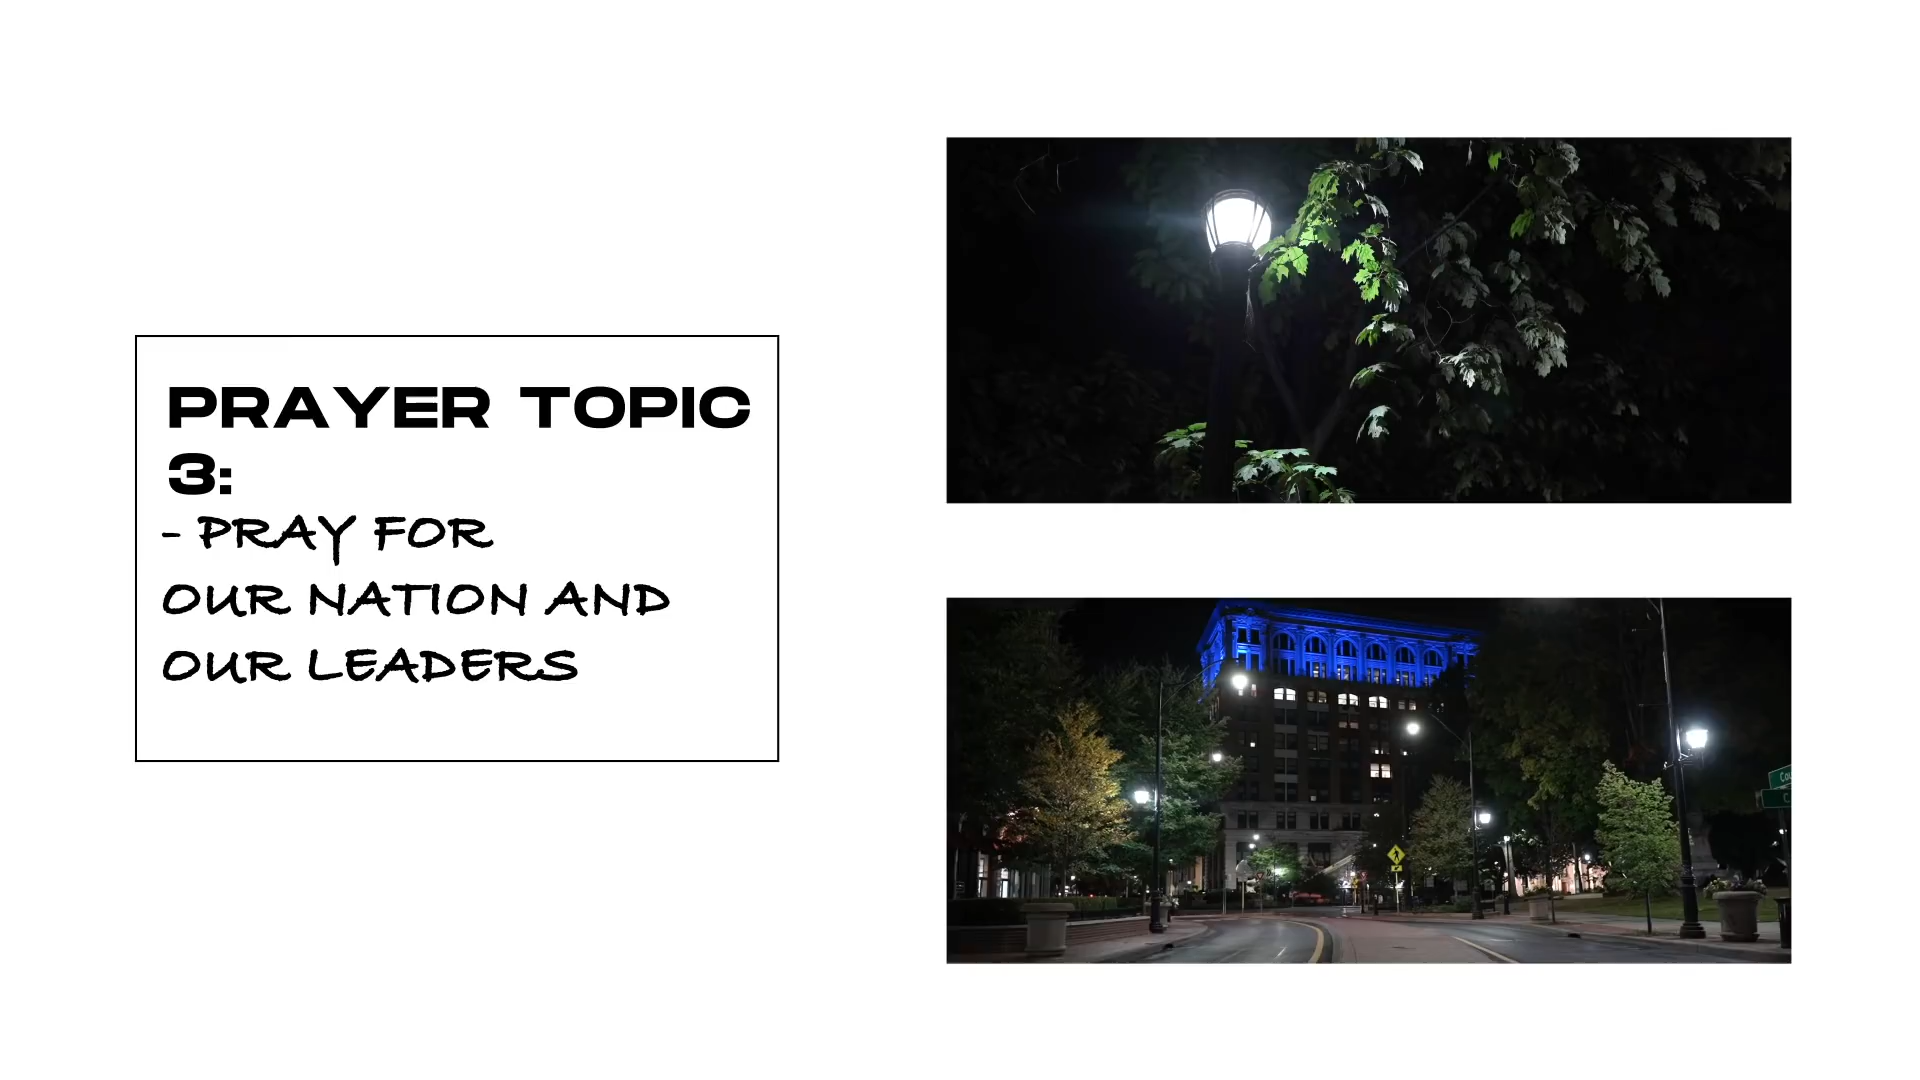 PRAYER TOPIC
3:
- PRAY FOR
OUR NATION AND
OUR LEADERS